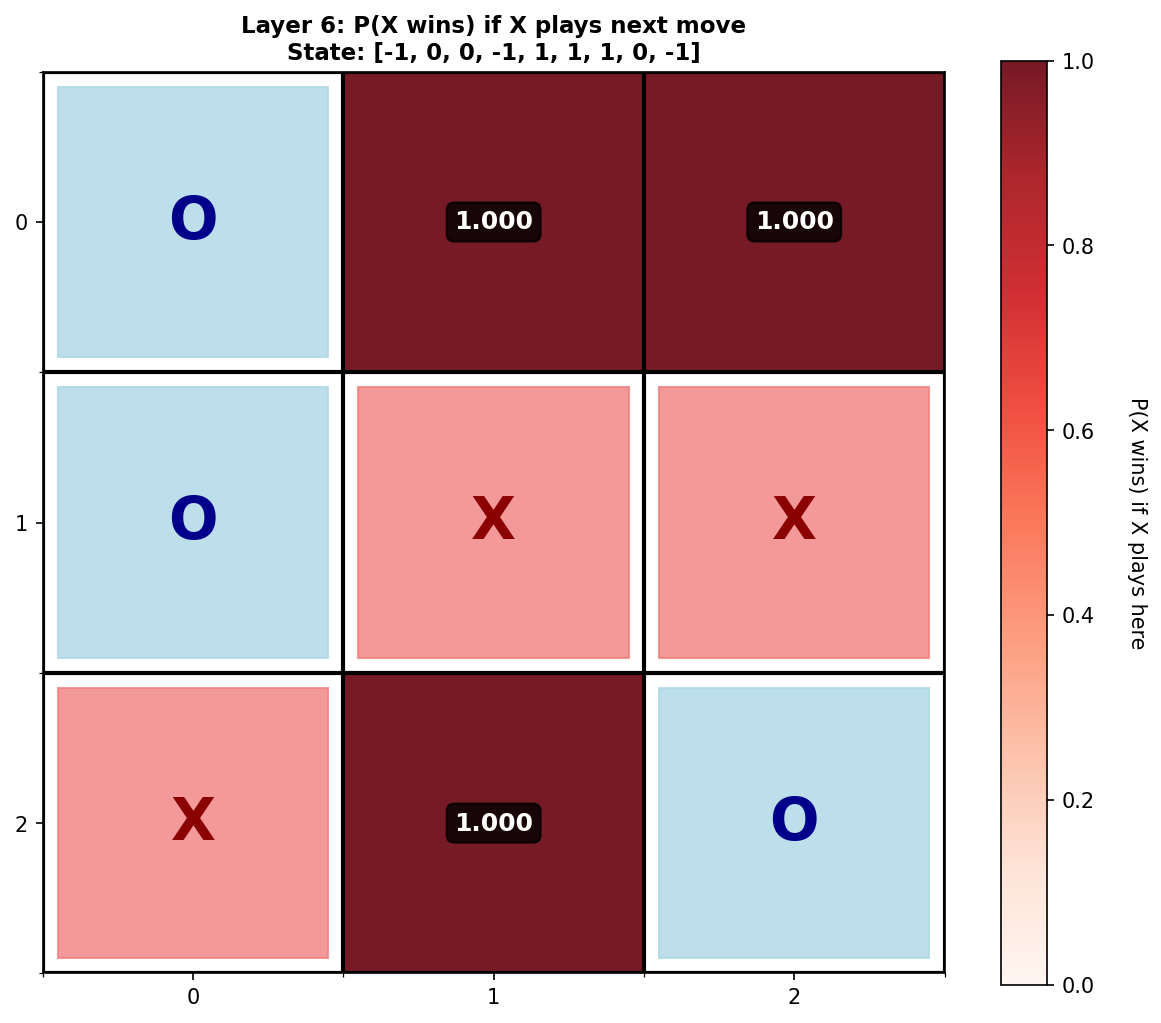 Layer 6: P(X wins) if X plays next move
State: [-1, 0, 0, -1, 1, 1, 1, 0, -1]
0
O
1.000
1.000
1
O
X
X
2
X
1.000
O
0
1
2
1.0
0.8
0.6
0.4
0.2
0.0
P(X wins) if X plays here